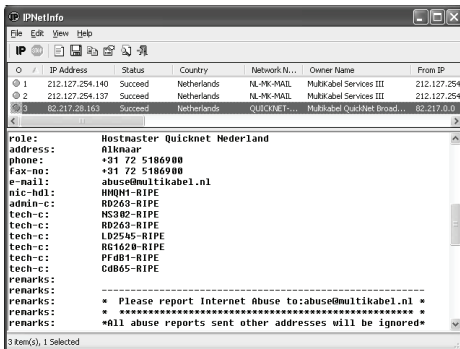 IPNetInfo
File Edit View Help
IP
O / IP Address Status Country Network N... Owner Name From IP
1 212.127.254.140 Succeed Netherlands NL-MK-MAIL MultiKabel Services III 212.127.254
2 212.127.254.137 Succeed Netherlands NL-MK-MAIL MultiKabel Services III 212.127.254
3 82.217.28.163 Succeed Netherlands QUICKNET-... Multikabel QuickNet Broad... 82.217.0.0
role: Hostmaster Quicknet Nederland
address: Alkmaar
phone: +31 72 5186900
fax-no: +31 72 5186900
e-mail: abuse@multikabel.nl
nic-hdl: HMQN1-RIPE
admin-c: RD263-RIPE
tech-c: NS302-RIPE
tech-c: RD263-RIPE
tech-c: LD2545-RIPE
tech-c: RG1620-RIPE
tech-c: PFdB1-RIPE
tech-c: CdB65-RIPE
remarks:
remarks: -------------------------------------------------
remarks: * Please report Internet Abuse to:abuse@multikabel.nl *
remarks: * ******************************************** *
remarks: *All abuse reports sent other addresses will be ignored*
3 item(s), 1 Selected